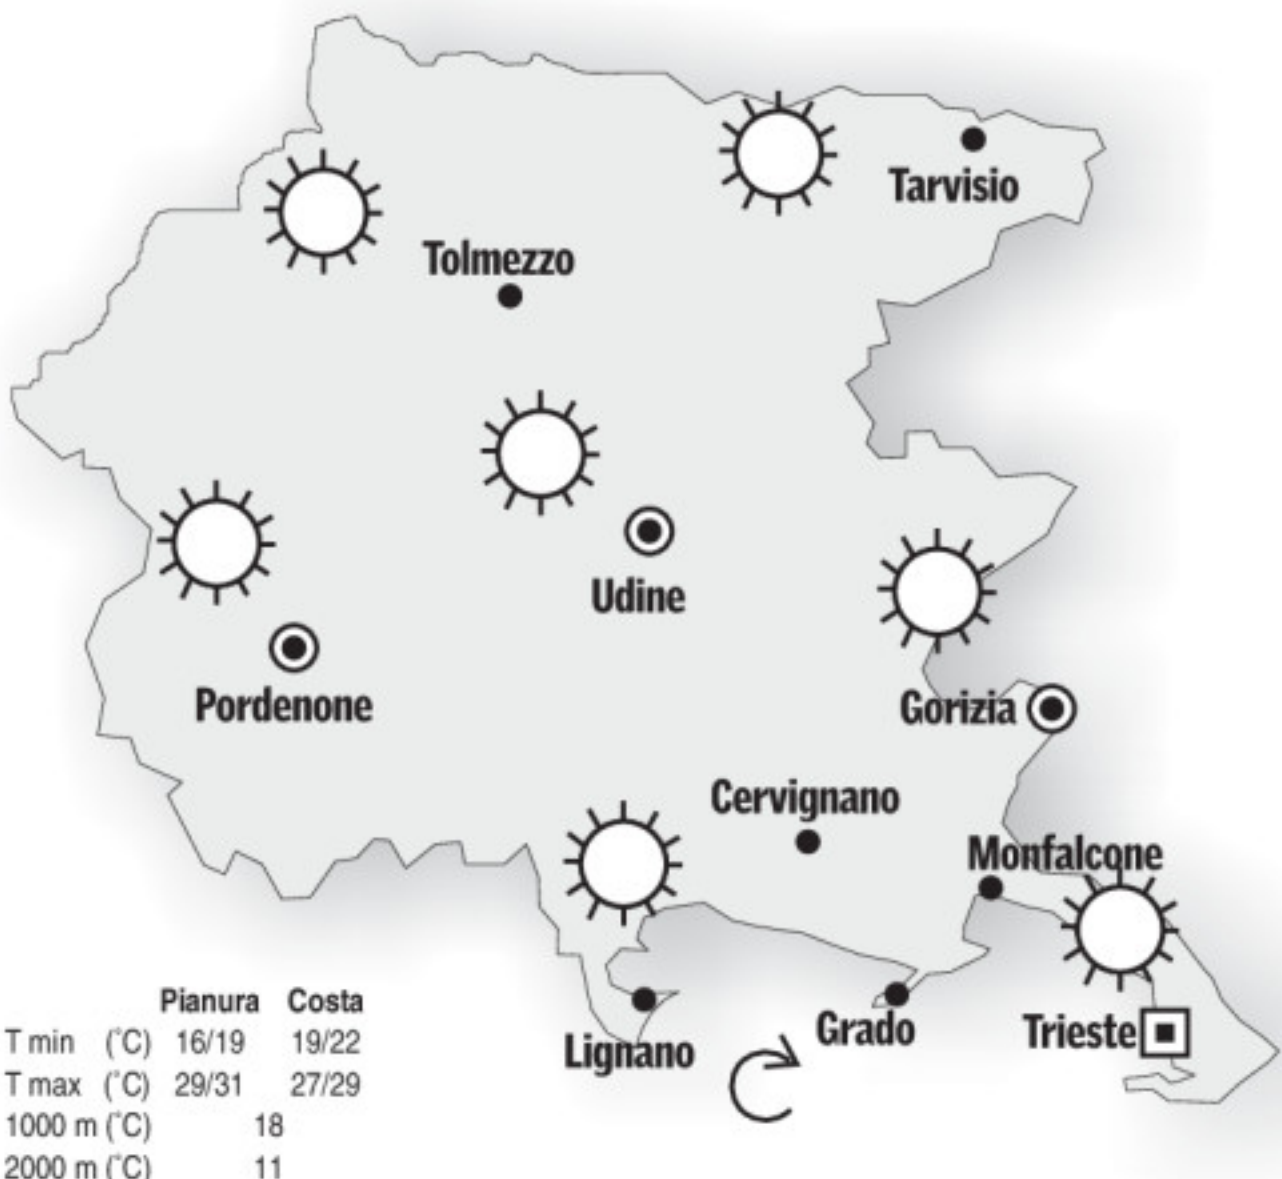 Tarvisio
Tolmezzo
Udine
Pordenone
Gorizia
Cervignano
Monfalcone
Lignano
Grado
Trieste
Pianura Costa
T min (°C) 16/19 19/22
T max (°C) 29/31 27/29
1000 m (°C) 18
2000 m (°C) 11